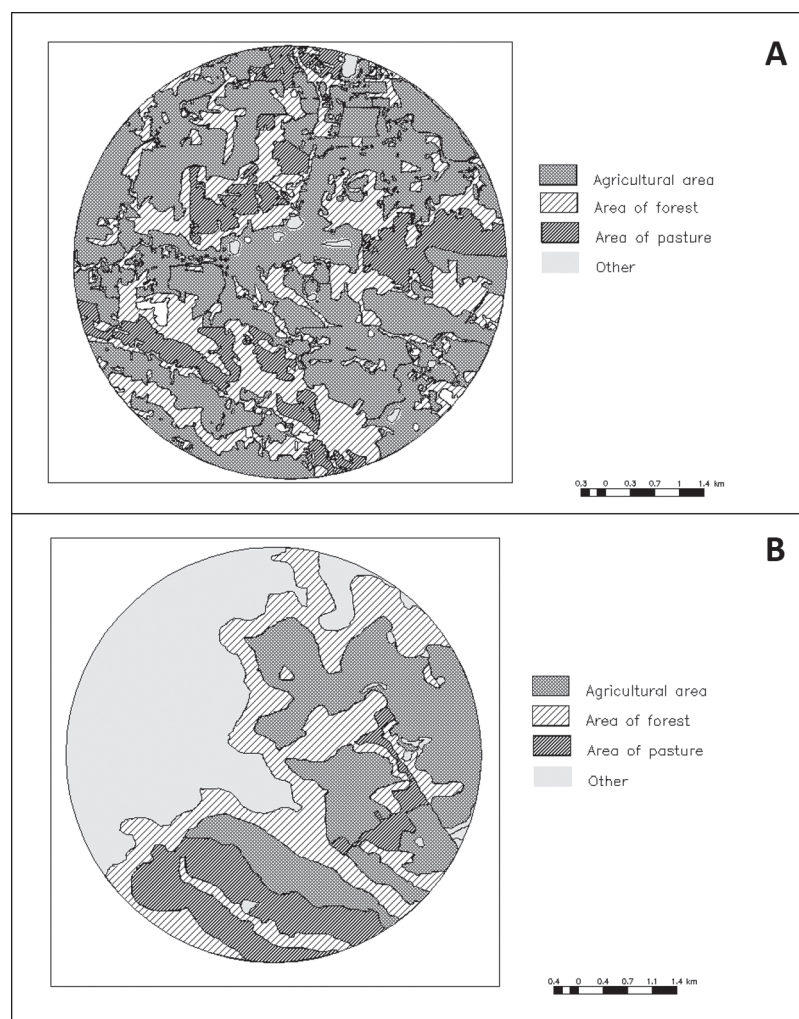 A
Agricultural area
Area of forest
Area of pasture
Other
0.3 0 0.3 0.7 1 1.4 km
B
Agricultural area
Area of forest
Area of pasture
Other
0.4 0 0.4 0.7 1.1 1.4 km